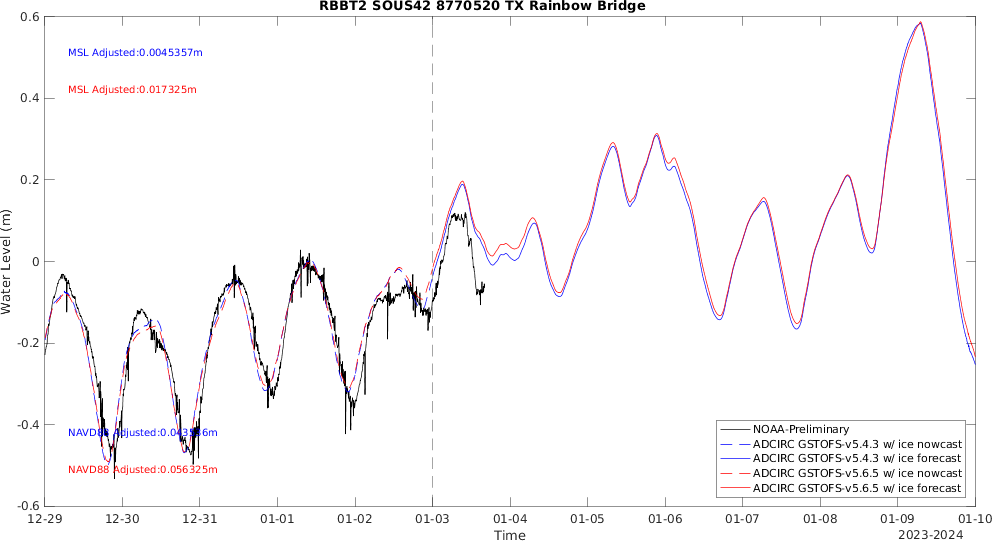 RBBT2 SOUS42 8770520 TX Rainbow Bridge
0.6
MSL Adjusted:0.0045357m
MSL Adjusted:0.017325m
0.4
0.2
0
-0.2
-0.4
-0.6
Water Level (m)
NAVD88 Adjusted:0.043536m
NAVD88 Adjusted:0.056325m
NOAA-Preliminary
ADCIRC GSTOFS-v5.4.3 w/ ice nowcast
ADCIRC GSTOFS-v5.4.3 w/ ice forecast
ADCIRC GSTOFS-v5.6.5 w/ ice nowcast
ADCIRC GSTOFS-v5.6.5 w/ ice forecast
12-29 12-30 12-31 01-01 01-02 01-03 01-04 01-05 01-06 01-07 01-08 01-09 01-10
Time
2023-2024